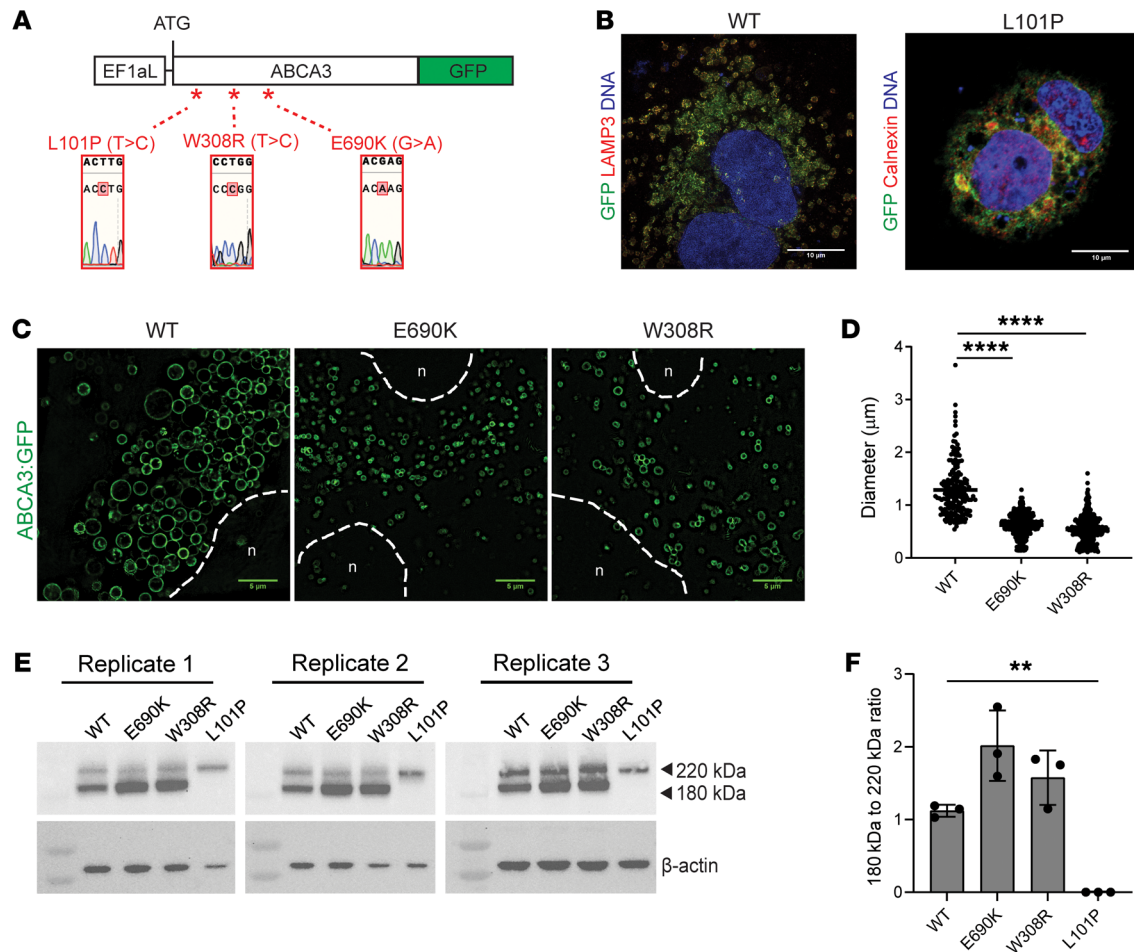 A
ATG
EF1aL
ABCA3
GFP
* * *
L101P (T>C)
W308R (T>C)
E690K (G>A)
ACTTG
CCTGG
ACGAG
ACCTG
CCCGG
ACAAG
B
WT
L101P
GFP LAMP3 DNA
10 µm
GFP Calnexin DNA
10 µm
C
WT
E690K
W308R
ABCA3:GFP
n
n
n
n
n
5 µm
5 µm
5 µm
D
****
****
Diameter (µm)
4
3
2
1
0
WT
E690K
W308R
E
Replicate 1
Replicate 2
Replicate 3
WT
E690K
W308R
L101P
WT
E690K
W308R
L101P
WT
E690K
W308R
L101P
220 kDa
180 kDa
β-actin
F
**
180 kDa to 220 kDa ratio
3
2
1
0
WT
E690K
W308R
L101P